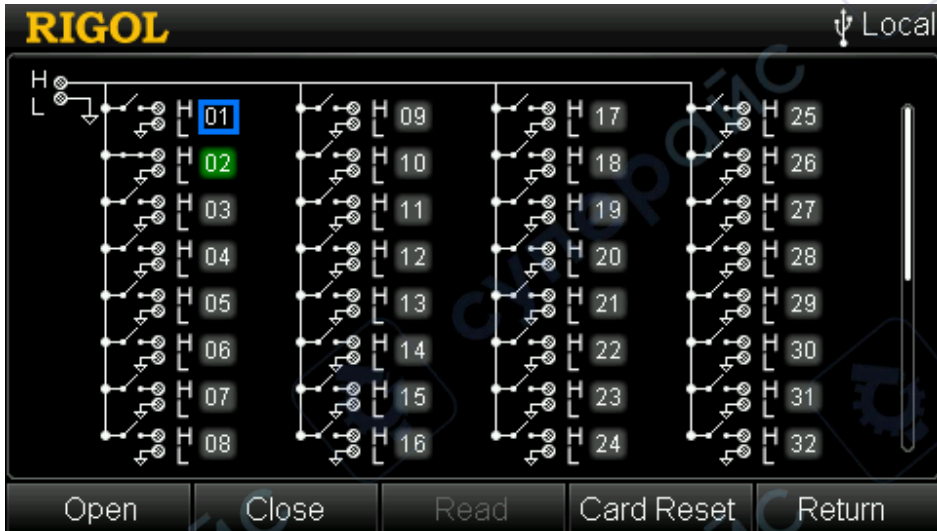 RIGOL Local
H
L
H 01 H 09 H 17 H 25
L L L L
H 02 H 10 H 18 H 26
L L L L
H 03 H 11 H 19 H 27
L L L L
H 04 H 12 H 20 H 28
L L L L
H 05 H 13 H 21 H 29
L L L L
H 06 H 14 H 22 H 30
L L L L
H 07 H 15 H 23 H 31
L L L L
H 08 H 16 H 24 H 32
L L L L
Open Close Read Card Reset Return
суперайс